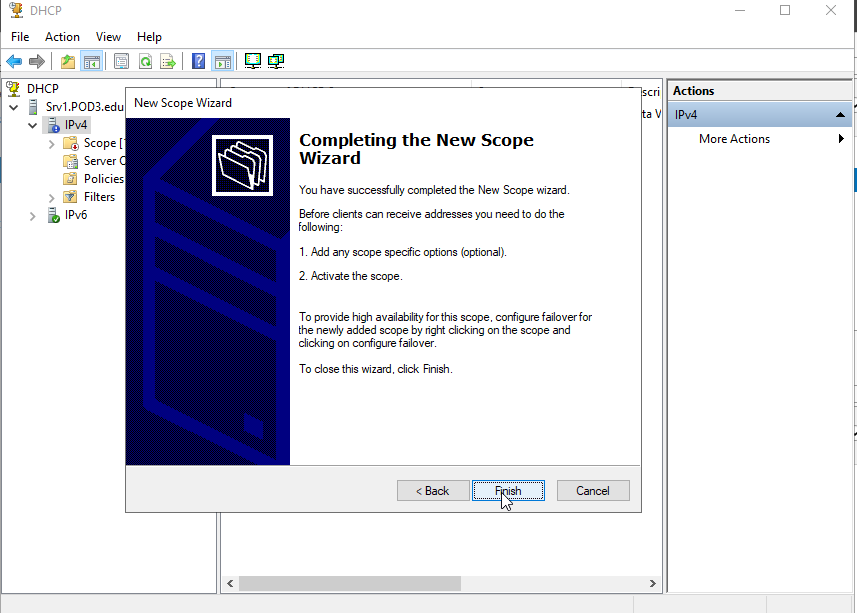 DHCP
File Action View Help
DHCP
Srv1.POD3.edu
IPv4
Scope [
Server
Policies
Filters
IPv6
New Scope Wizard
Completing the New Scope
Wizard
You have successfully completed the New Scope wizard.
Before clients can receive addresses you need to do the
following:
1. Add any scope specific options (optional).
2. Activate the scope.
To provide high availability for this scope, configure failover for
the newly added scope by right clicking on the scope and
clicking on configure failover.
To close this wizard, click Finish.
< Back Finish Cancel
Actions
IPv4
More Actions